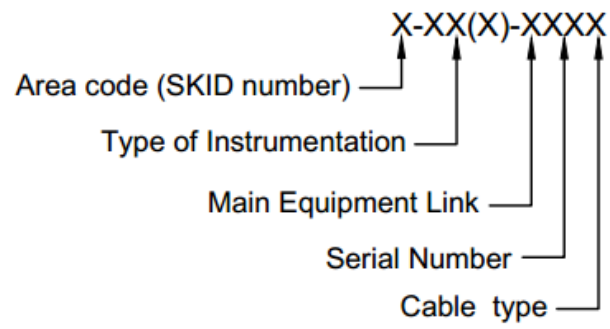 X-XX(X)-XXXX
Area code (SKID number)
Type of Instrumentation
Main Equipment Link
Serial Number
Cable type